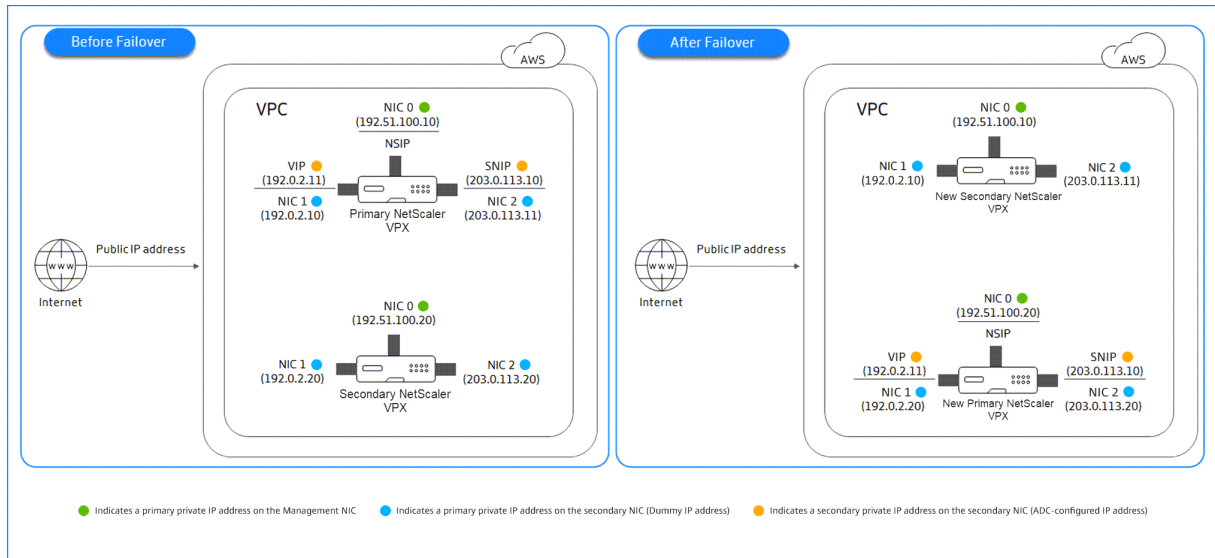 Before Failover
AWS
VPC
NIC 0
(192.51.100.10)
NSIP
VIP
(192.0.2.11)
NIC 1
(192.0.2.10)
SNIP
(203.0.113.10)
NIC 2
(203.0.113.11)
Primary NetScaler
VPX
Public IP address
www
Internet
NIC 0
(192.51.100.20)
NIC 1
(192.0.2.20)
NIC 2
(203.0.113.20)
Secondary NetScaler
VPX
After Failover
AWS
VPC
NIC 0
(192.51.100.10)
NIC 1
(192.0.2.10)
NIC 2
(203.0.113.11)
New Secondary NetScaler
VPX
Public IP address
www
Internet
NIC 0
(192.51.100.20)
NSIP
VIP
(192.0.2.11)
NIC 1
(192.0.2.20)
SNIP
(203.0.113.10)
NIC 2
(203.0.113.20)
New Primary NetScaler
VPX
Indicates a primary private IP address on the Management NIC
Indicates a primary private IP address on the secondary NIC (Dummy IP address)
Indicates a secondary private IP address on the secondary NIC (ADC-configured IP address)